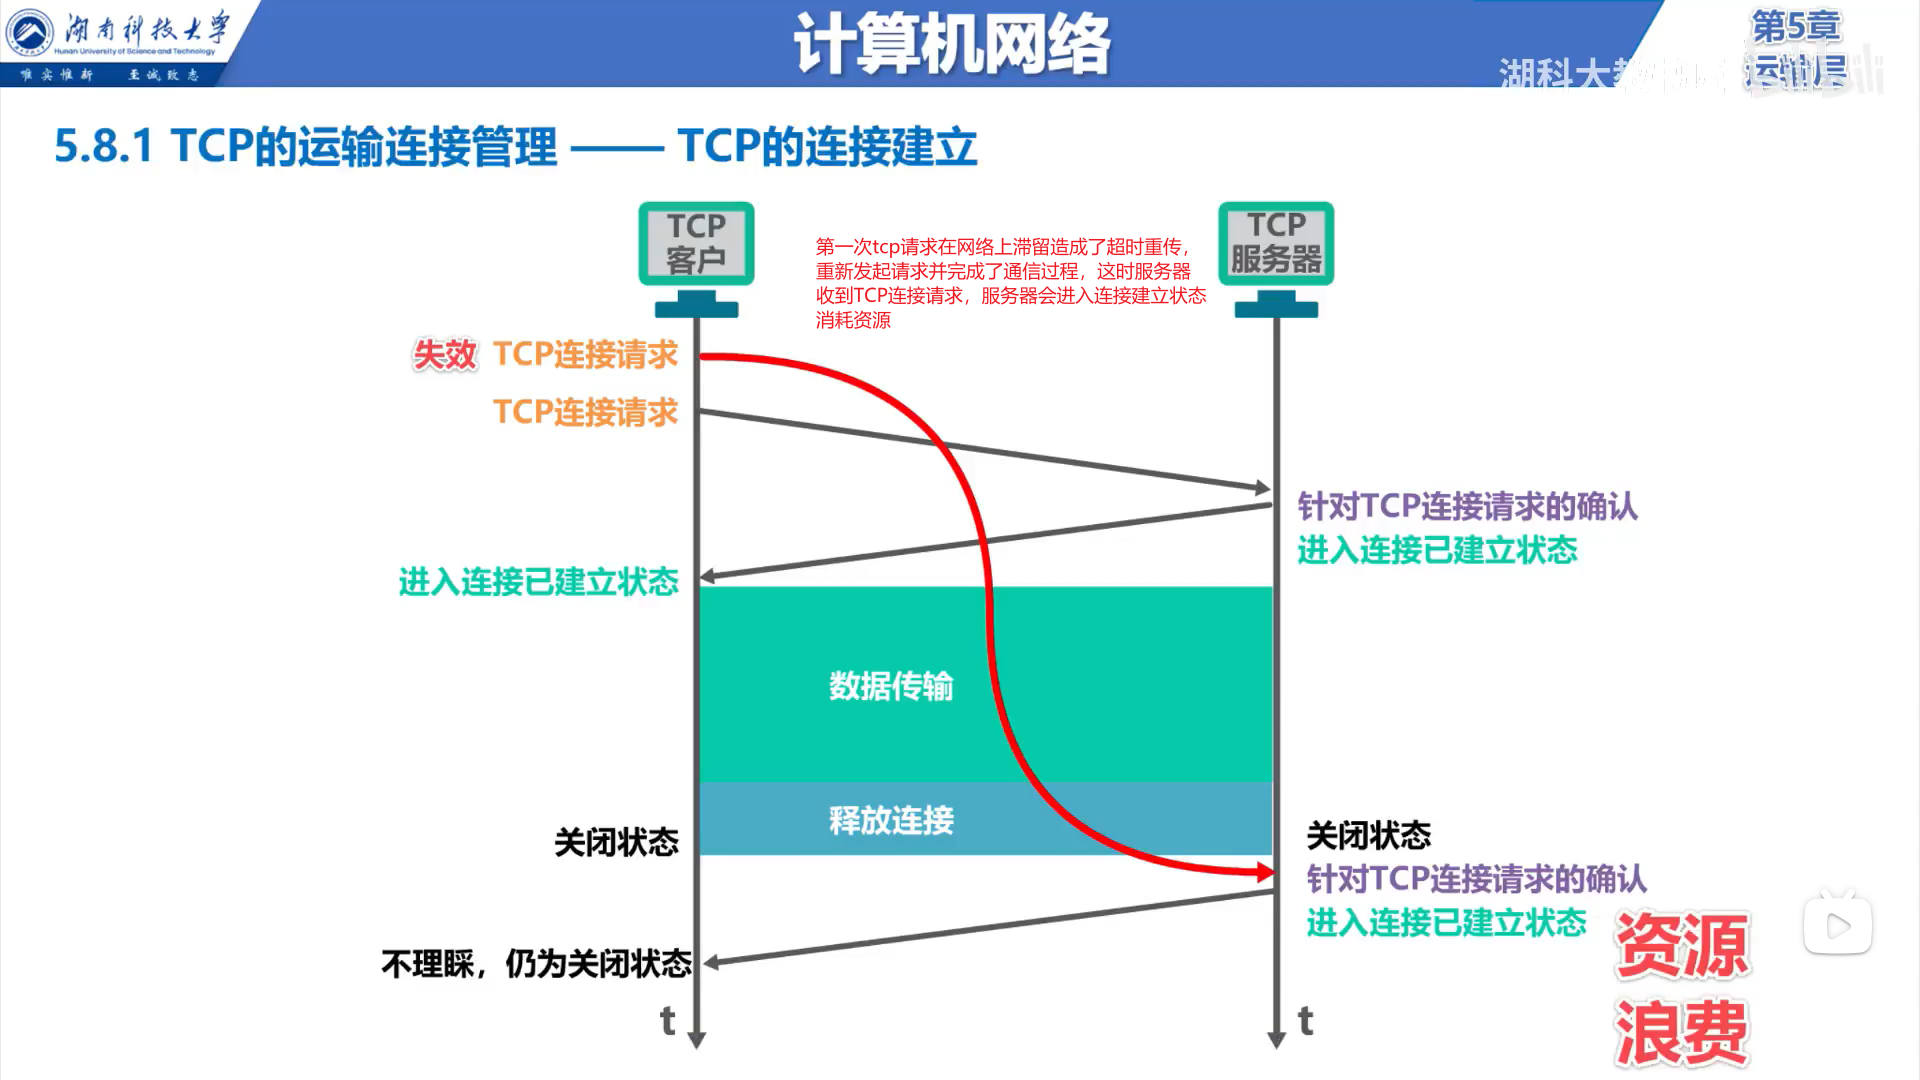 湖南科技大学
Hunan University of Science and Technology
唯实惟新 至诚致志
计算机网络
第5章
运输层
湖科大教
5.8.1 TCP的运输连接管理 —— TCP的连接建立
TCP
客户
TCP
服务器
第一次tcp请求在网络上滞留造成了超时重传，
重新发起请求并完成了通信过程，这时服务器
收到TCP连接请求，服务器会进入连接建立状态
消耗资源
失效 TCP连接请求
TCP连接请求
针对TCP连接请求的确认
进入连接已建立状态
进入连接已建立状态
数据传输
释放连接
关闭状态
关闭状态
针对TCP连接请求的确认
进入连接已建立状态
资源
浪费
不理睬，仍为关闭状态
t
t